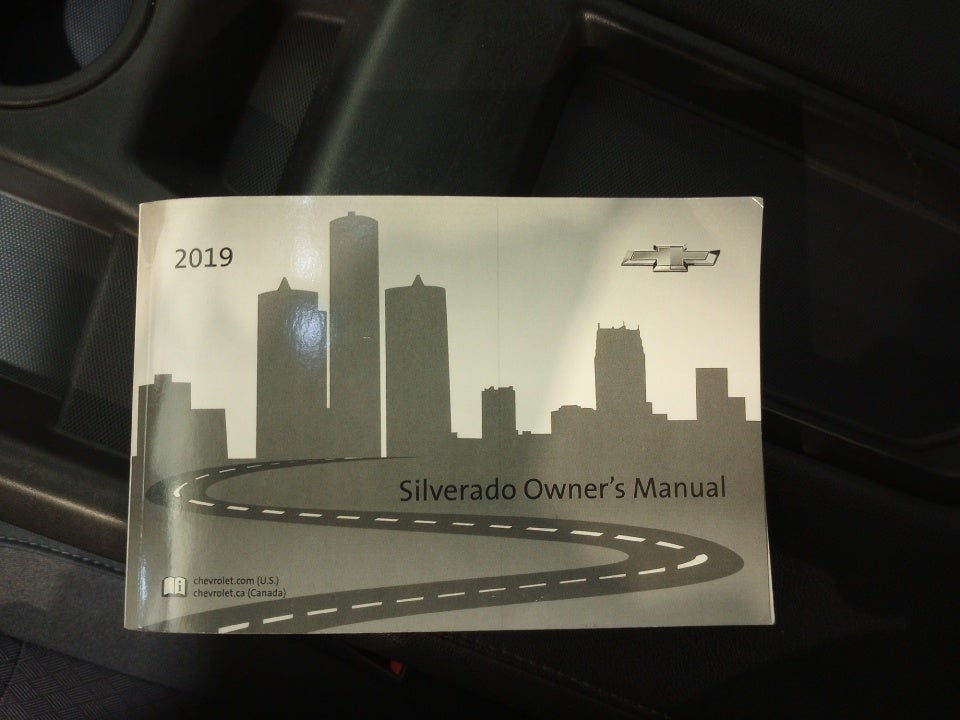 2019
Silverado Owner's Manual
chevrolet.com (U.S.)
chevrolet.ca (Canada)